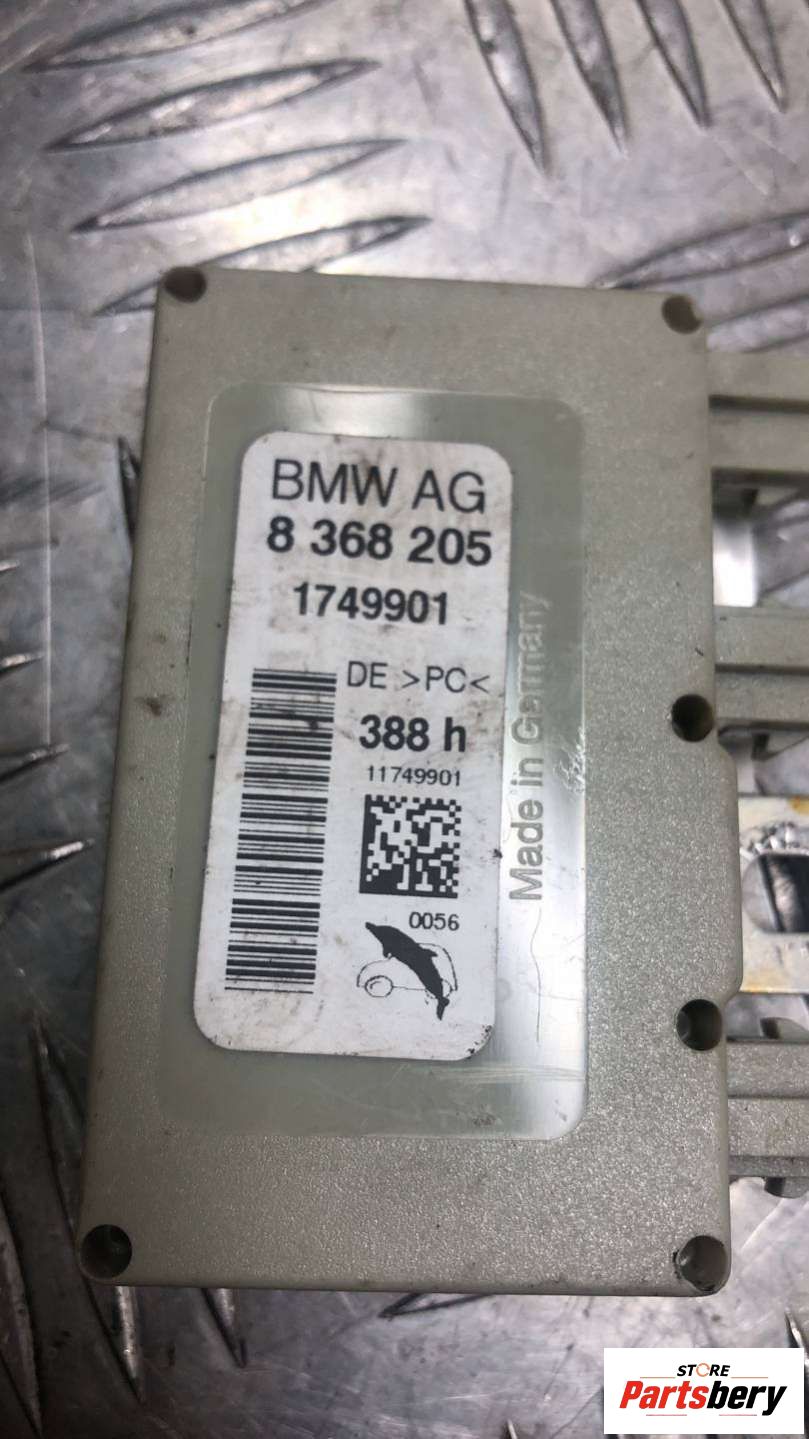 BMW AG
8 368 205
1749901
DE >PC<
388 h
11749901
0056
Made in Germany
STORE
Partsbery